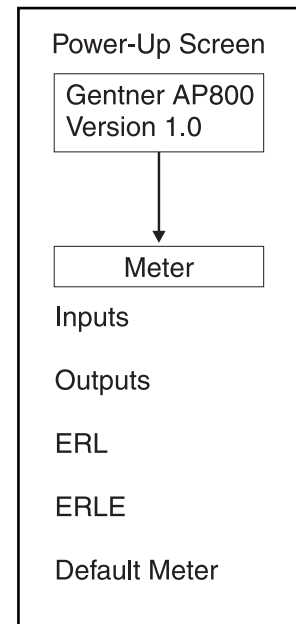 Power-Up Screen
Gentner AP800
Version 1.0
Meter
Inputs
Outputs
ERL
ERLE
Default Meter